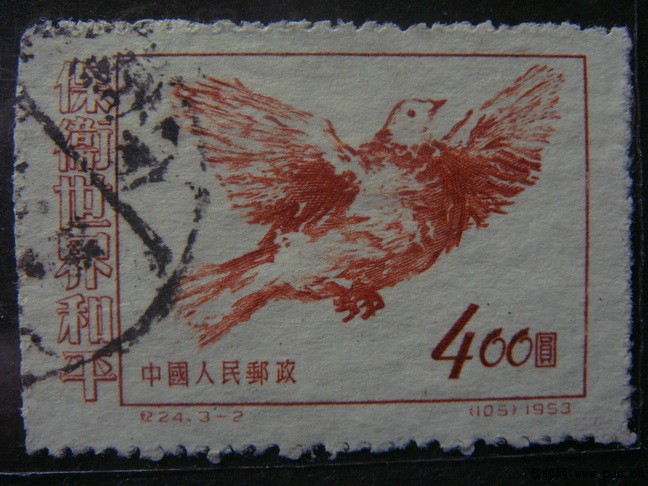 保衛世界和平
400圓
中國人民郵政
紀24.3-2
(105)1953